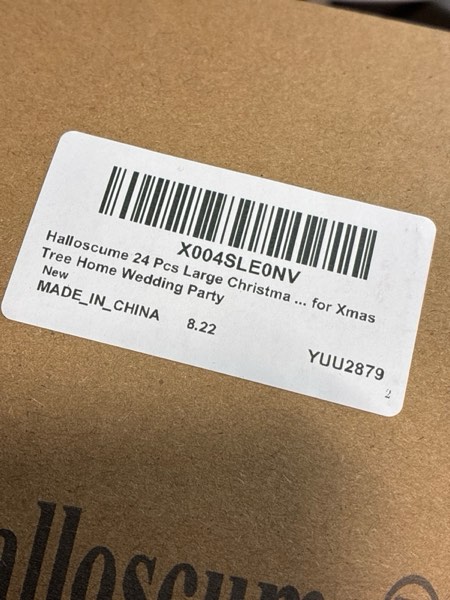 X004SLE0NV
Halloscume 24 Pcs Large Christma ... for Xmas
Tree Home Wedding Party
New
MADE_IN_CHINA 8.22
YUU2879
2
alloscume